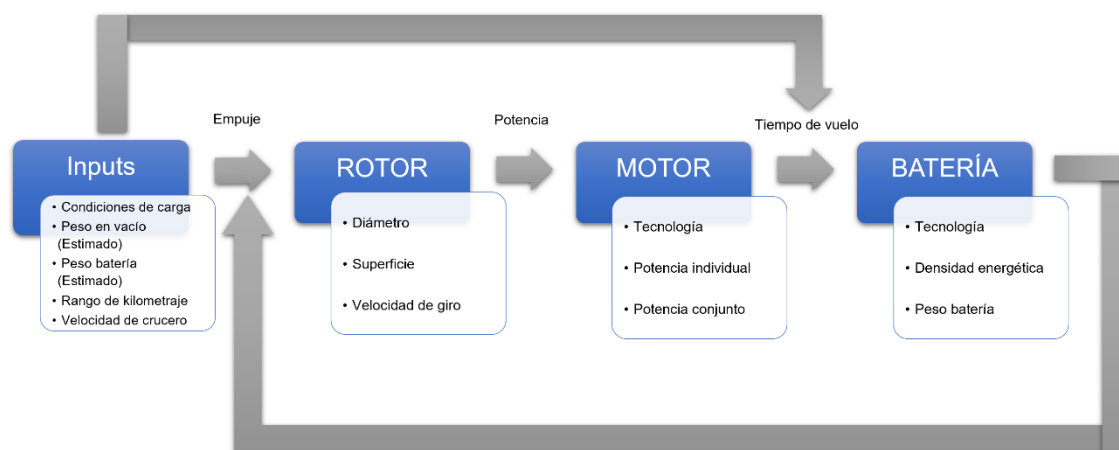 Empuje
Potencia
Tiempo de vuelo
Inputs
• Condiciones de carga
• Peso en vacío
(Estimado)
• Peso batería
(Estimado)
• Rango de kilometraje
• Velocidad de crucero
ROTOR
• Diámetro
• Superficie
• Velocidad de giro
MOTOR
• Tecnología
• Potencia individual
• Potencia conjunto
BATERÍA
• Tecnología
• Densidad energética
• Peso batería